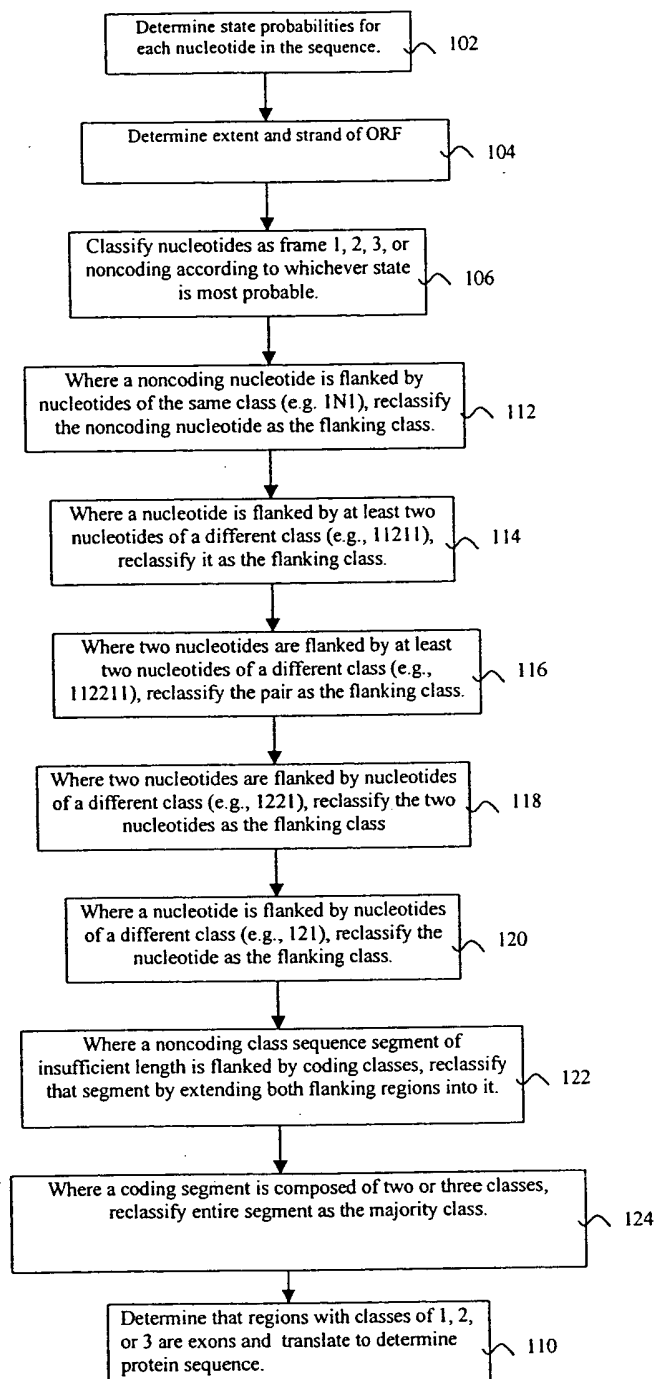 Determine state probabilities for
each nucleotide in the sequence.
102
Determine extent and strand of ORF
104
Classify nucleotides as frame 1, 2, 3, or
noncoding according to whichever state
is most probable.
106
Where a noncoding nucleotide is flanked by
nucleotides of the same class (e.g. 1N1), reclassify
the noncoding nucleotide as the flanking class.
112
Where a nucleotide is flanked by at least two
nucleotides of a different class (e.g., 11211),
reclassify it as the flanking class.
114
Where two nucleotides are flanked by at least
two nucleotides of a different class (e.g.,
112211), reclassify the pair as the flanking class.
116
Where two nucleotides are flanked by nucleotides
of a different class (e.g., 1221), reclassify the two
nucleotides as the flanking class
118
Where a nucleotide is flanked by nucleotides
of a different class (e.g., 121), reclassify the
nucleotide as the flanking class.
120
Where a noncoding class sequence segment of
insufficient length is flanked by coding classes, reclassify
that segment by extending both flanking regions into it.
122
Where a coding segment is composed of two or three classes,
reclassify entire segment as the majority class.
124
Determine that regions with classes of 1, 2,
or 3 are exons and translate to determine
protein sequence.
110